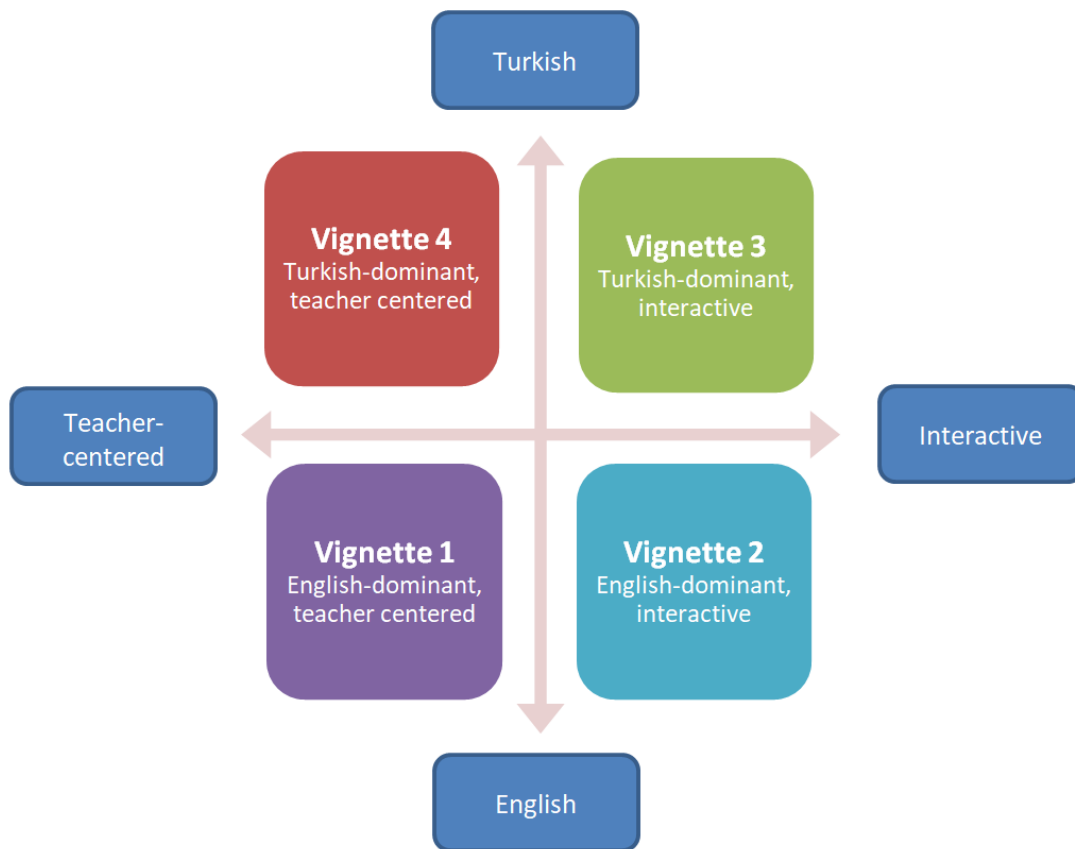 Turkish
Vignette 4
Turkish-dominant,
teacher centered
Vignette 3
Turkish-dominant,
interactive
Teacher-
centered
Interactive
Vignette 1
English-dominant,
teacher centered
Vignette 2
English-dominant,
interactive
English